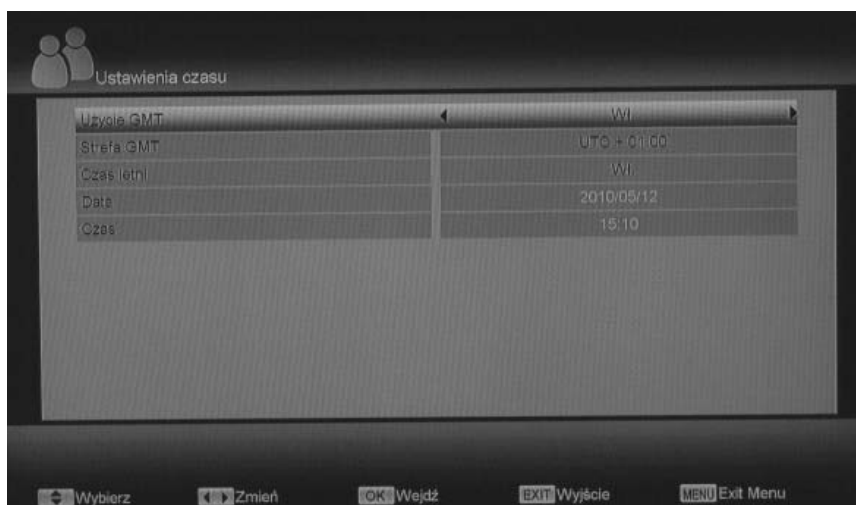 Ustawienia czasu
Uzycie GMT Wł.
Strefa GMT UTC + 01:00
Czas letni Wł.
Data 2010/05/12
Czas 15:10
Wybierz Zmień OK Wejdź EXIT Wyjście MENU Exit Menu